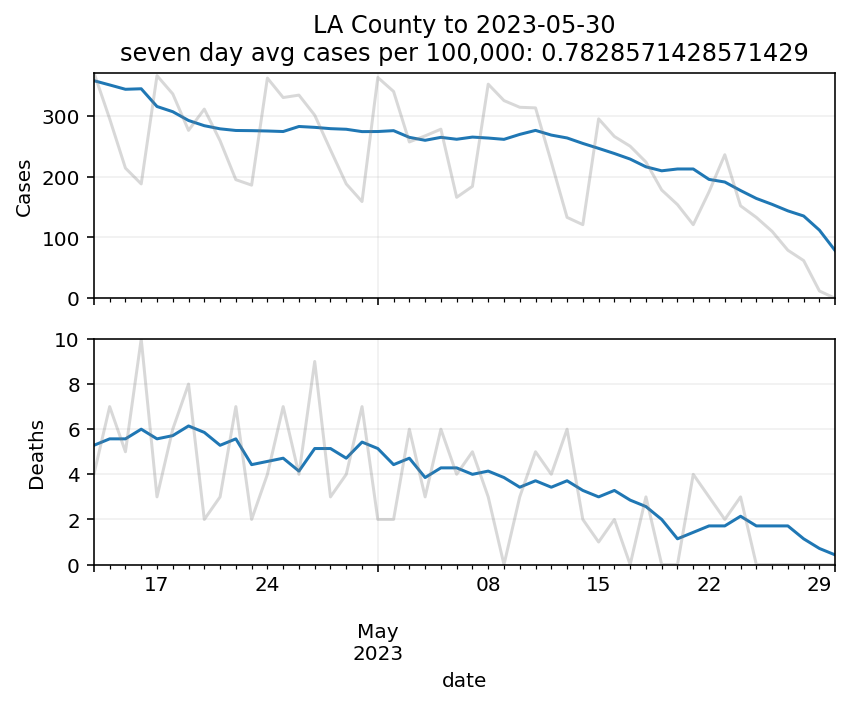 LA County to 2023-05-30
seven day avg cases per 100,000: 0.7828571428571429
300
200
100
0
Cases
10
8
6
4
2
0
Deaths
17 24 08 15 22 29
May
2023
date